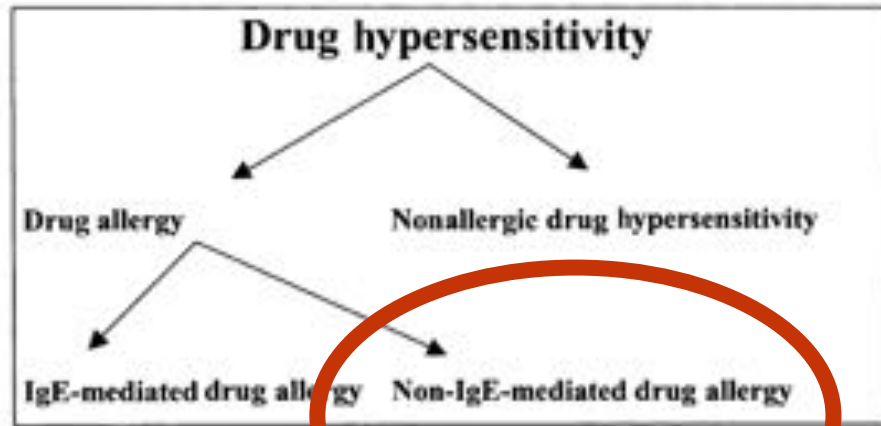 Drug hypersensitivity
Drug allergy Nonallergic drug hypersensitivity
IgE-mediated drug allergy Non-IgE-mediated drug allergy